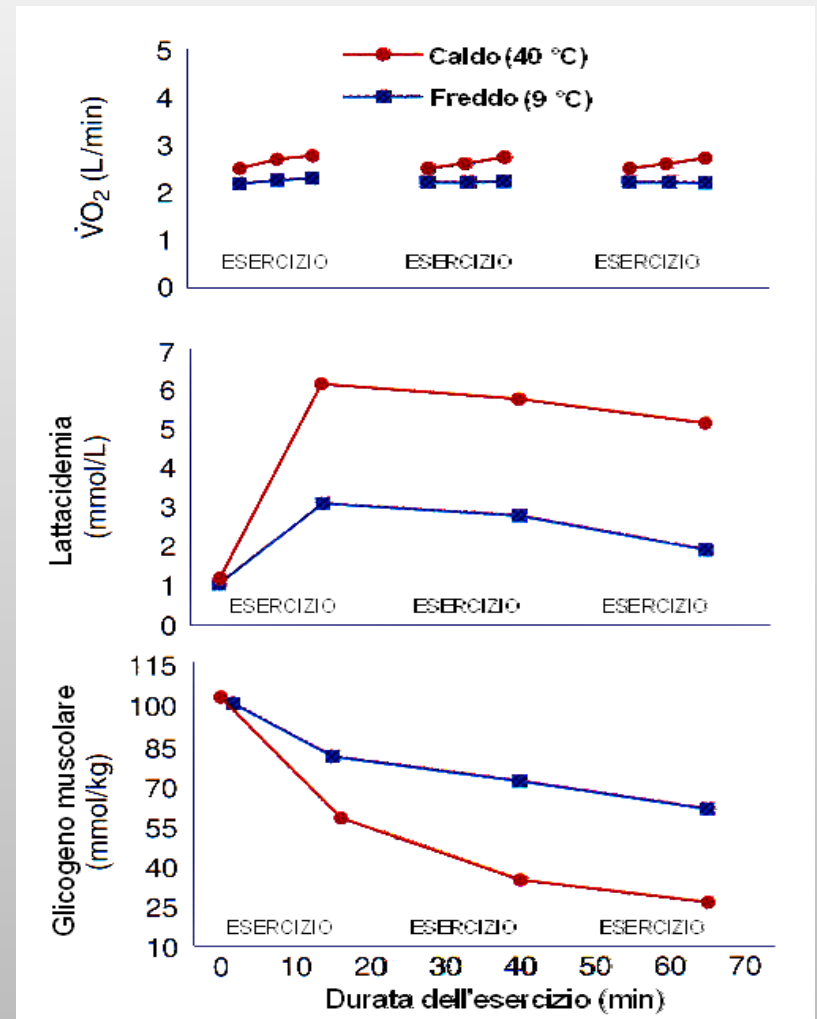 5
Caldo (40 °C)
4
Freddo (9 °C)
3
2
1
0
V̇O₂ (L/min)
ESERCIZIO ESERCIZIO ESERCIZIO
7
6
5
4
3
2
1
0
Lattacidemia
(mmol/L)
ESERCIZIO ESERCIZIO ESERCIZIO
115
100
85
70
55
40
25
10
Glicogeno muscolare
(mmol/kg)
ESERCIZIO ESERCIZIO ESERCIZIO
0 10 20 30 40 50 60 70
Durata dell'esercizio (min)